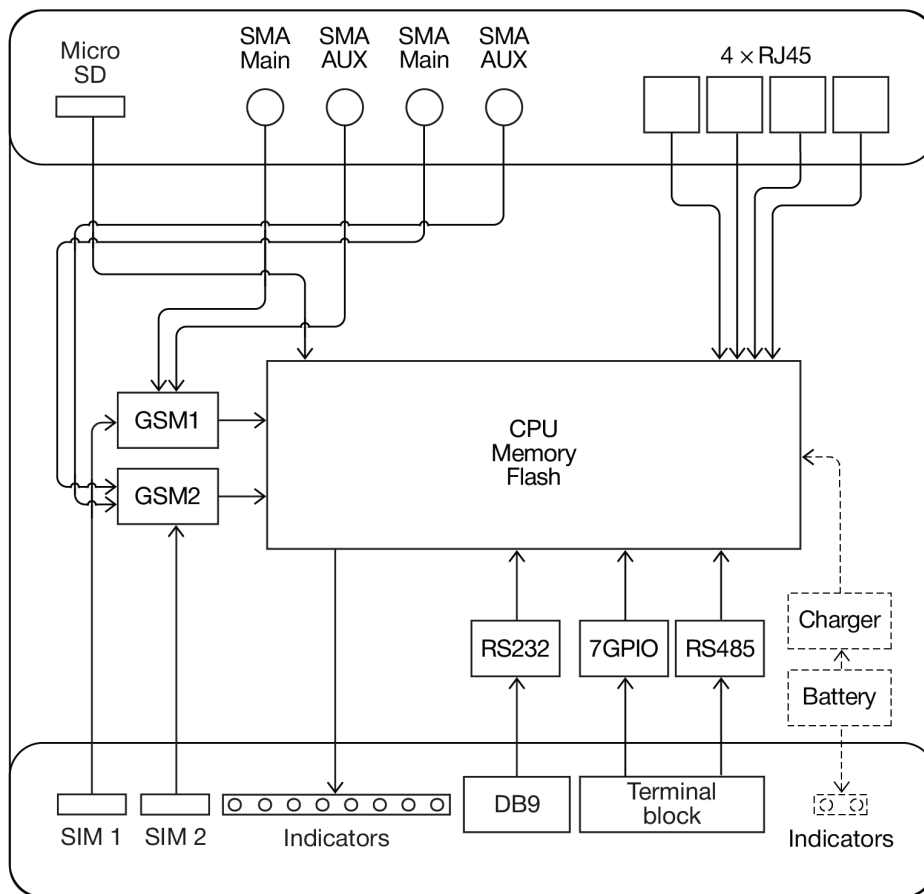 Micro
SD
SMA
Main
SMA
AUX
SMA
Main
SMA
AUX
4 × RJ45
GSM1
GSM2
CPU
Memory
Flash
RS232
7GPIO
RS485
Charger
Battery
SIM 1
SIM 2
Indicators
DB9
Terminal
block
Indicators